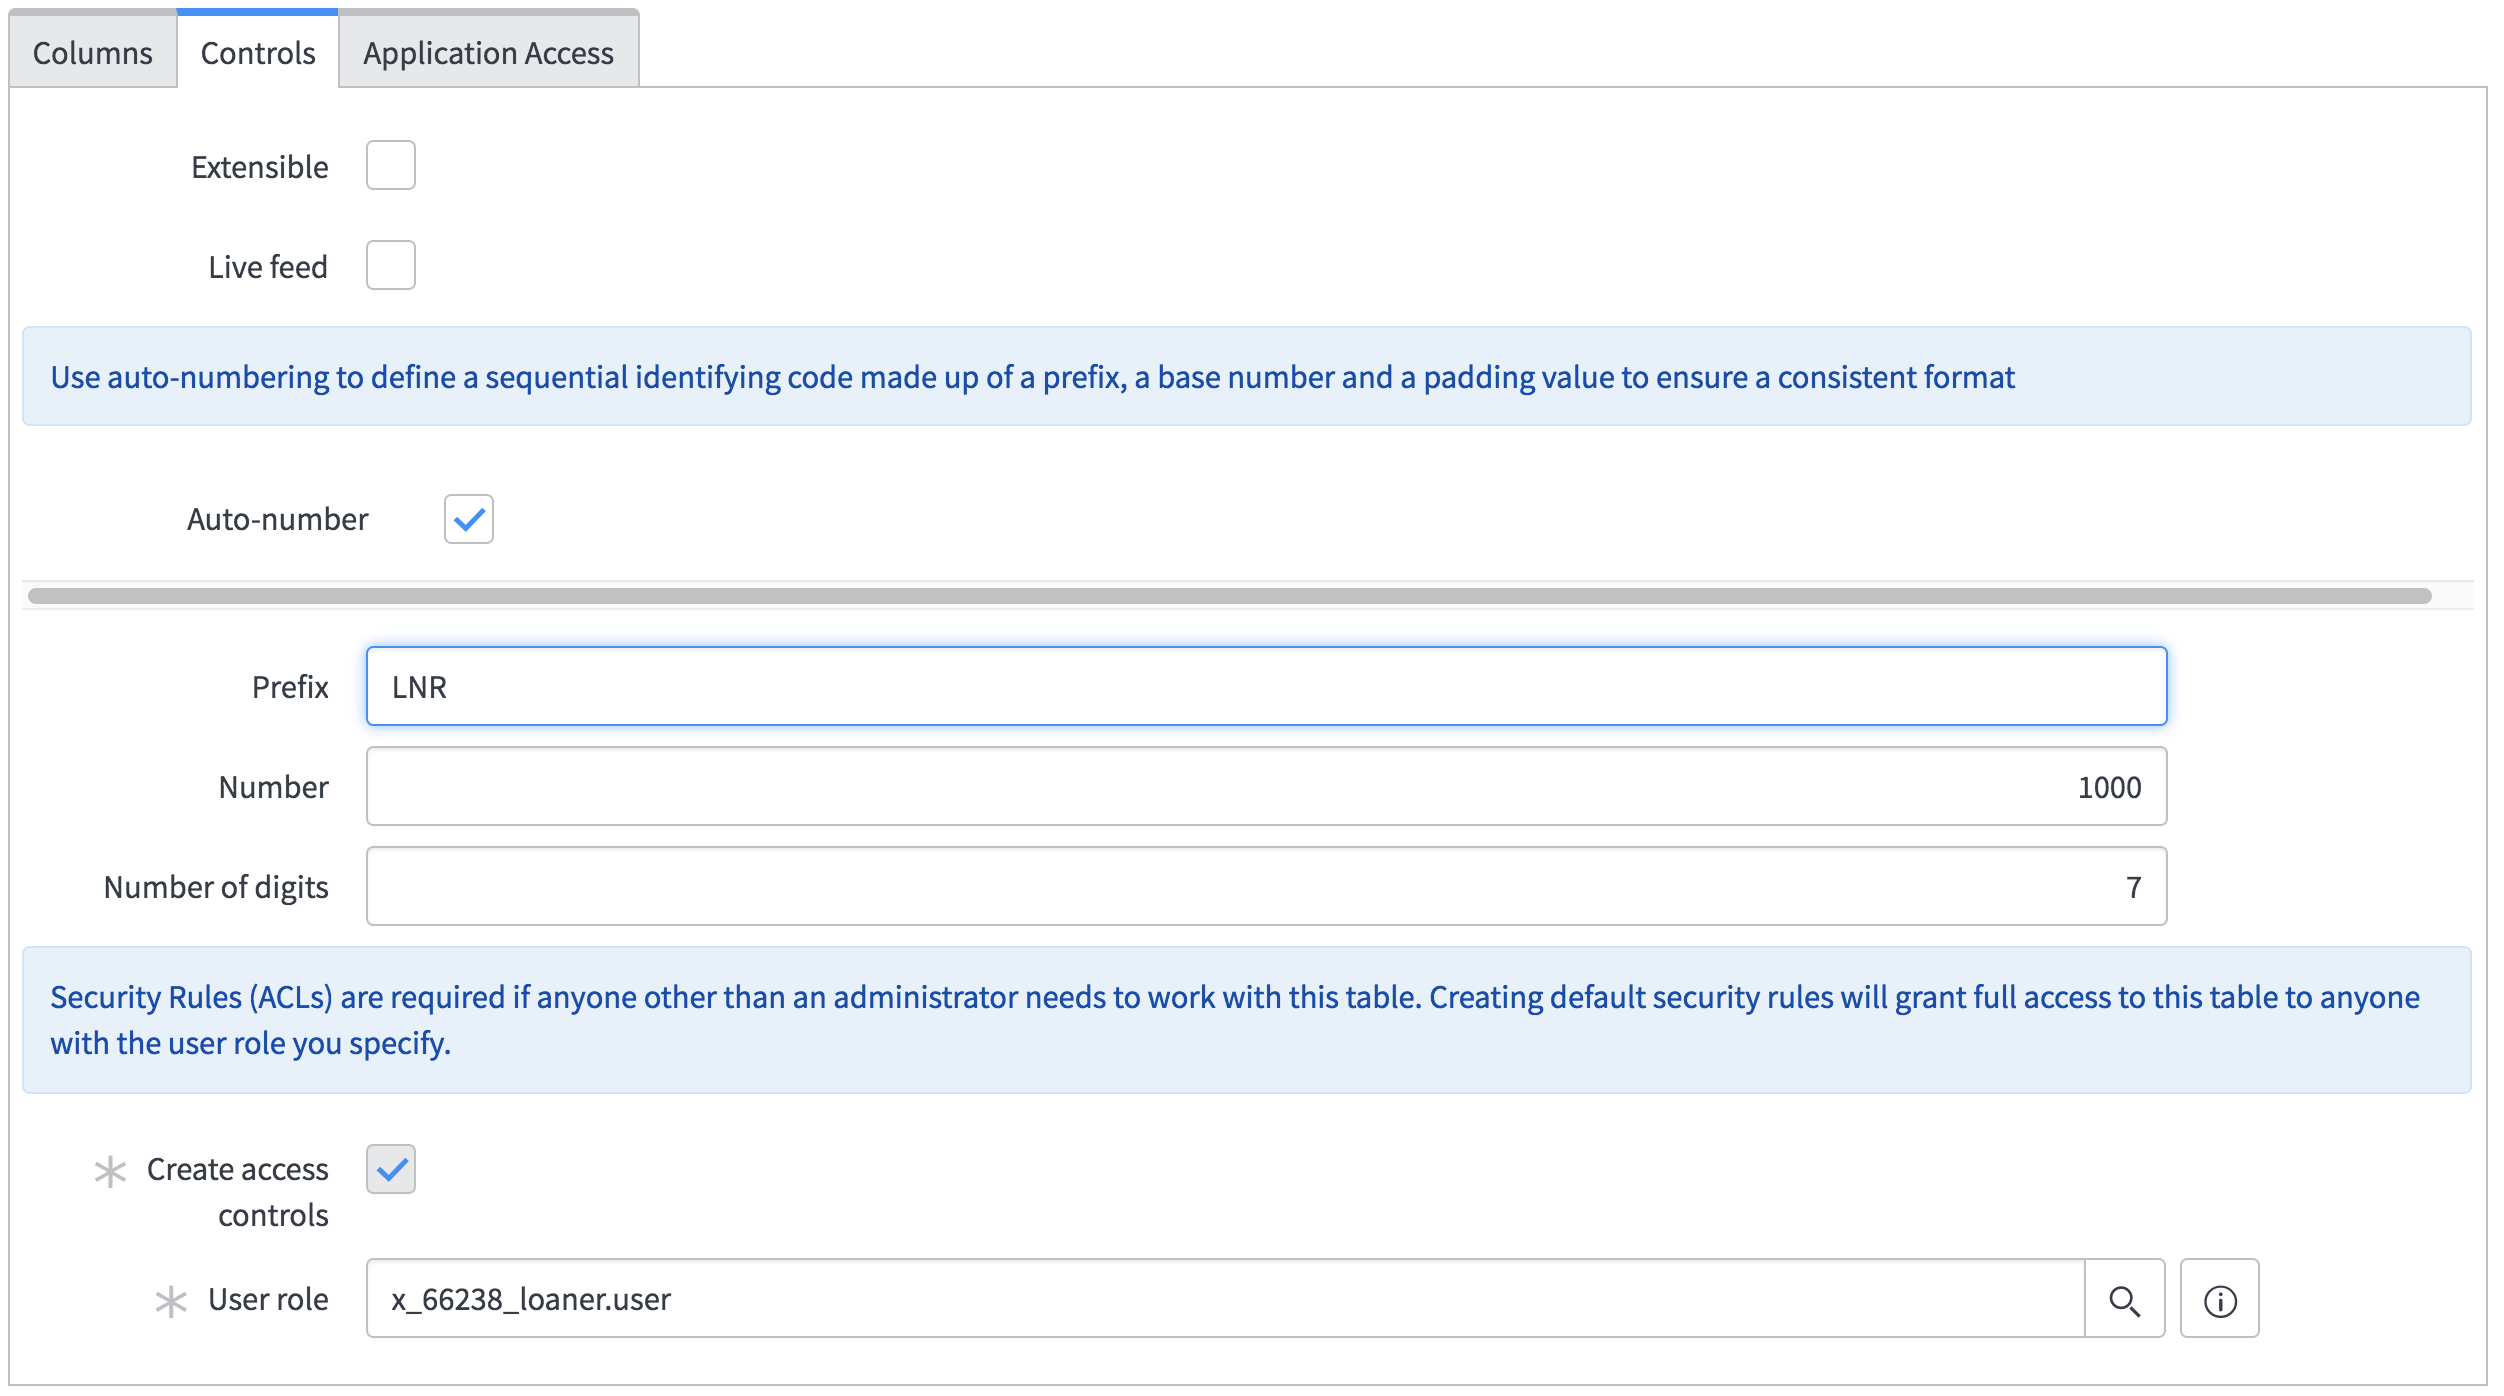 Columns
Controls
Application Access
Extensible
Live feed
Use auto-numbering to define a sequential identifying code made up of a prefix, a base number and a padding value to ensure a consistent format
Auto-number
Prefix
LNR
Number
1000
Number of digits
7
Security Rules (ACLs) are required if anyone other than an administrator needs to work with this table. Creating default security rules will grant full access to this table to anyone
with the user role you specify.
Create access
controls
User role
x_66238_loaner.user